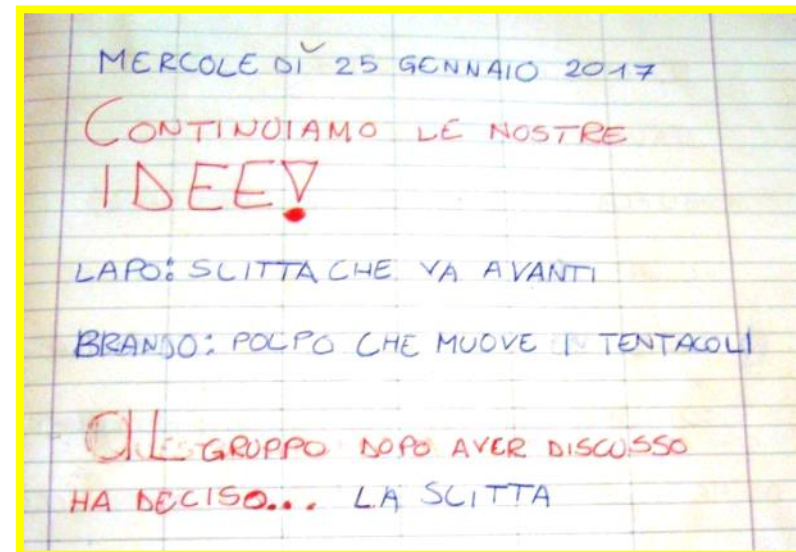 MERCOLEDÌ 25 GENNAIO 2017
CONTINUIAMO LE NOSTRE
IDEE!
LAPO: SLITTA CHE VA AVANTI
BRANDO: POLPO CHE MUOVE I TENTACOLI
IL GRUPPO DOPO AVER DISCUSSO
HA DECISO... LA SLITTA